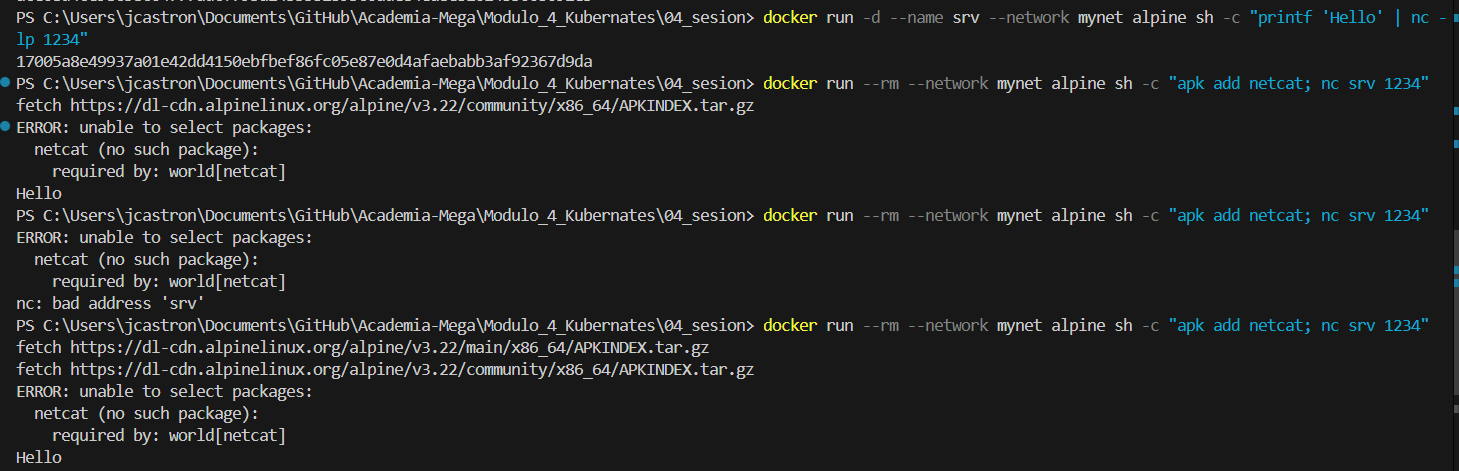 PS C:\Users\jcastron\Documents\GitHub\Academia-Mega\Modulo_4_Kubernates\04_sesion> docker run -d --name srv --network mynet alpine sh -c "printf 'Hello' | nc -
lp 1234"
17005a8e49937a01e42dd4150ebfbef86fc05e87e0d4afaebabb3af92367d9da
PS C:\Users\jcastron\Documents\GitHub\Academia-Mega\Modulo_4_Kubernates\04_sesion> docker run --rm --network mynet alpine sh -c "apk add netcat; nc srv 1234"
fetch https://dl-cdn.alpinelinux.org/alpine/v3.22/community/x86_64/APKINDEX.tar.gz
ERROR: unable to select packages:
  netcat (no such package):
    required by: world[netcat]
Hello
PS C:\Users\jcastron\Documents\GitHub\Academia-Mega\Modulo_4_Kubernates\04_sesion> docker run --rm --network mynet alpine sh -c "apk add netcat; nc srv 1234"
ERROR: unable to select packages:
  netcat (no such package):
    required by: world[netcat]
nc: bad address 'srv'
PS C:\Users\jcastron\Documents\GitHub\Academia-Mega\Modulo_4_Kubernates\04_sesion> docker run --rm --network mynet alpine sh -c "apk add netcat; nc srv 1234"
fetch https://dl-cdn.alpinelinux.org/alpine/v3.22/main/x86_64/APKINDEX.tar.gz
fetch https://dl-cdn.alpinelinux.org/alpine/v3.22/community/x86_64/APKINDEX.tar.gz
ERROR: unable to select packages:
  netcat (no such package):
    required by: world[netcat]
Hello